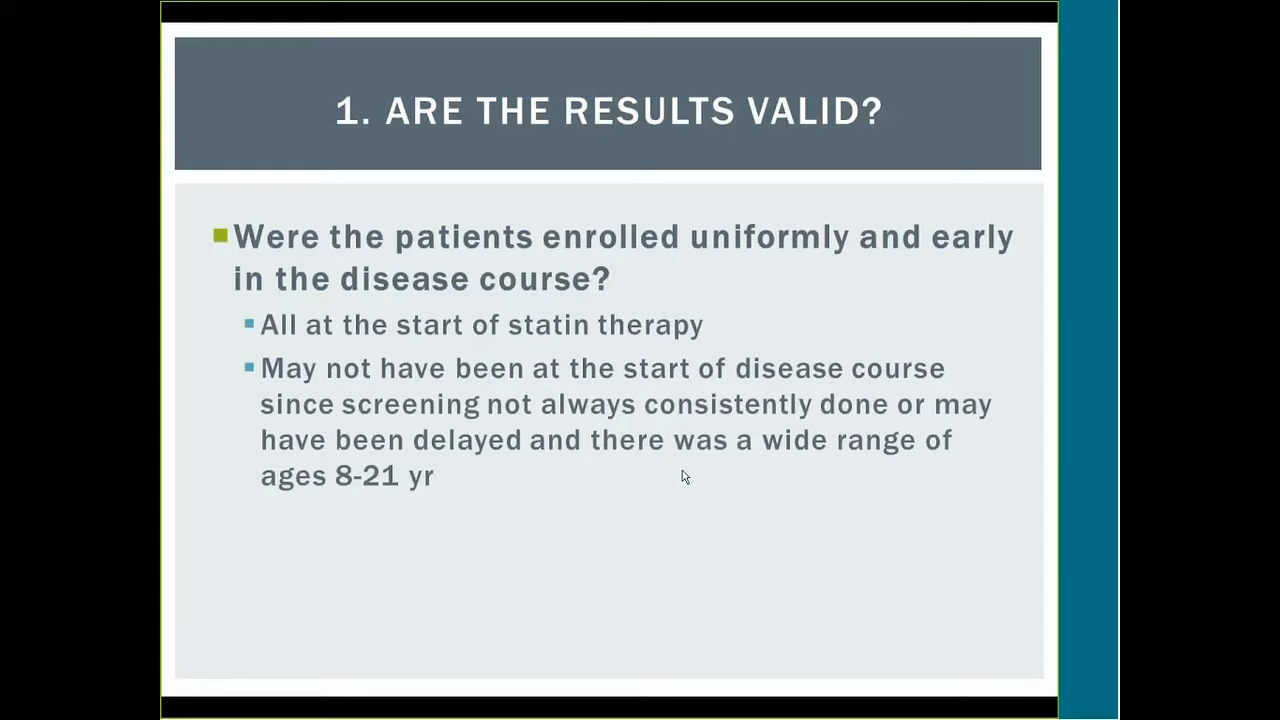 1. ARE THE RESULTS VALID?
Were the patients enrolled uniformly and early
in the disease course?
All at the start of statin therapy
May not have been at the start of disease course
since screening not always consistently done or may
have been delayed and there was a wide range of
ages 8-21 yr